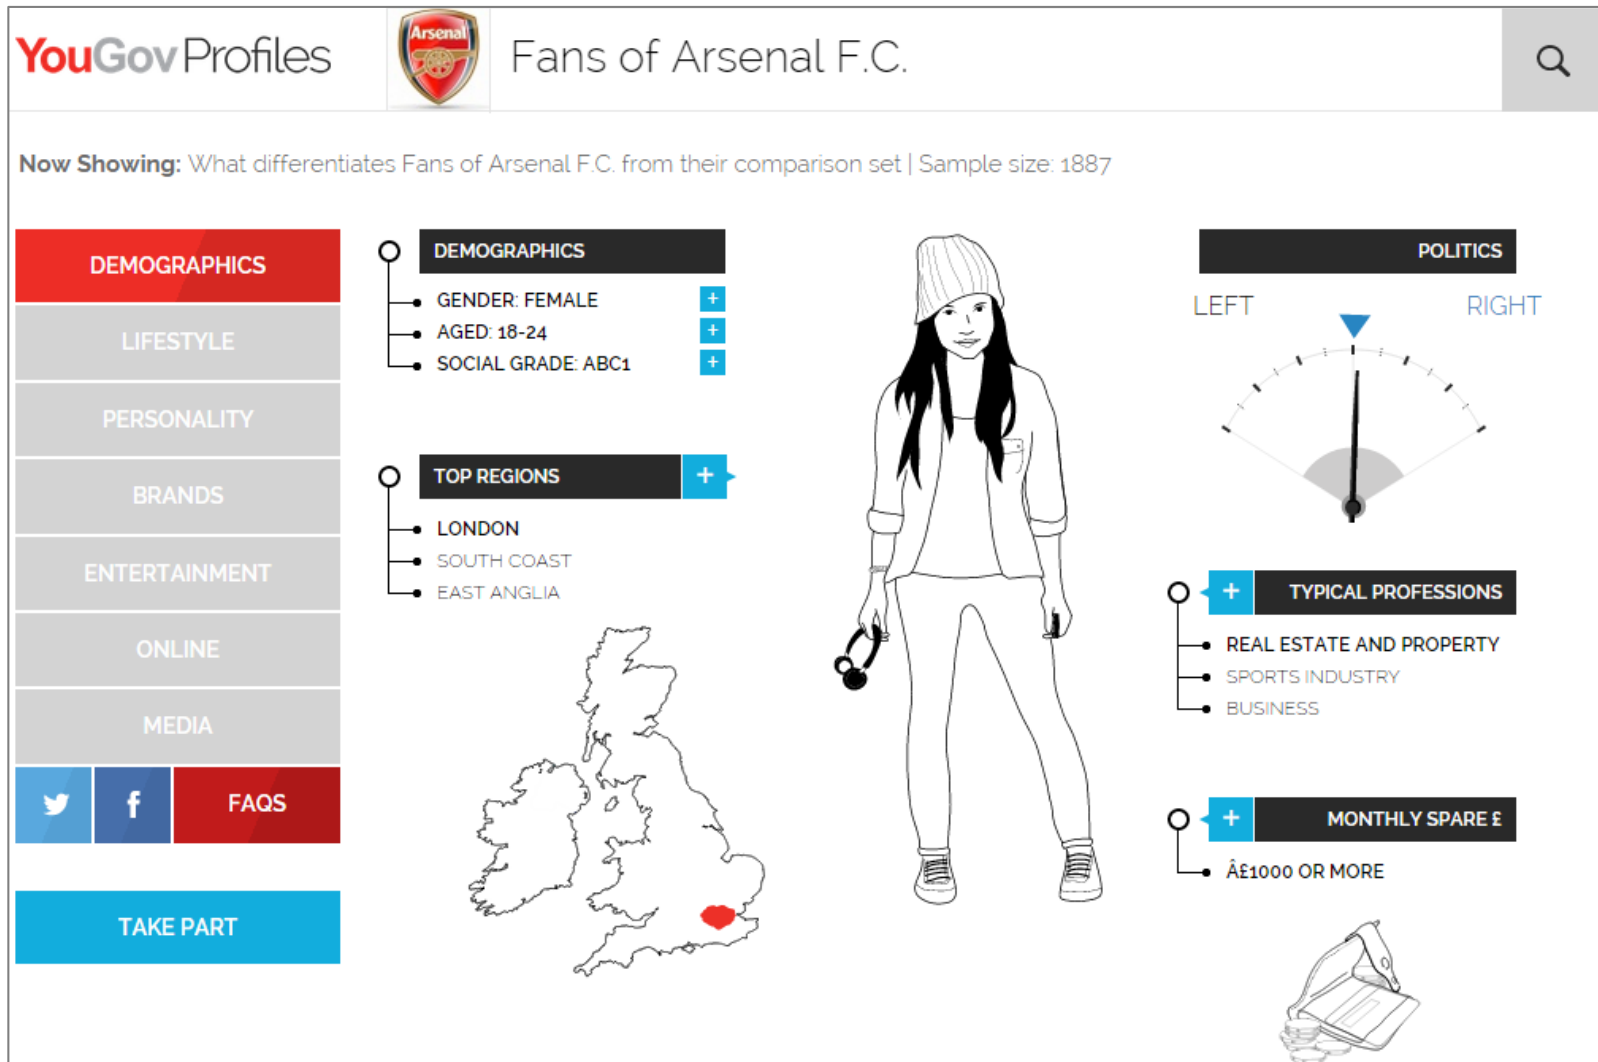 YouGov Profiles
Arsenal
Fans of Arsenal F.C.
Now Showing: What differentiates Fans of Arsenal F.C. from their comparison set | Sample size: 1887
DEMOGRAPHICS
LIFESTYLE
PERSONALITY
BRANDS
ENTERTAINMENT
ONLINE
MEDIA
FAQS
TAKE PART
DEMOGRAPHICS
GENDER: FEMALE +
AGED: 18-24 +
SOCIAL GRADE: ABC1 +
TOP REGIONS +
LONDON
SOUTH COAST
EAST ANGLIA
POLITICS
LEFT RIGHT
+ TYPICAL PROFESSIONS
REAL ESTATE AND PROPERTY
SPORTS INDUSTRY
BUSINESS
+ MONTHLY SPARE £
Â£1000 OR MORE